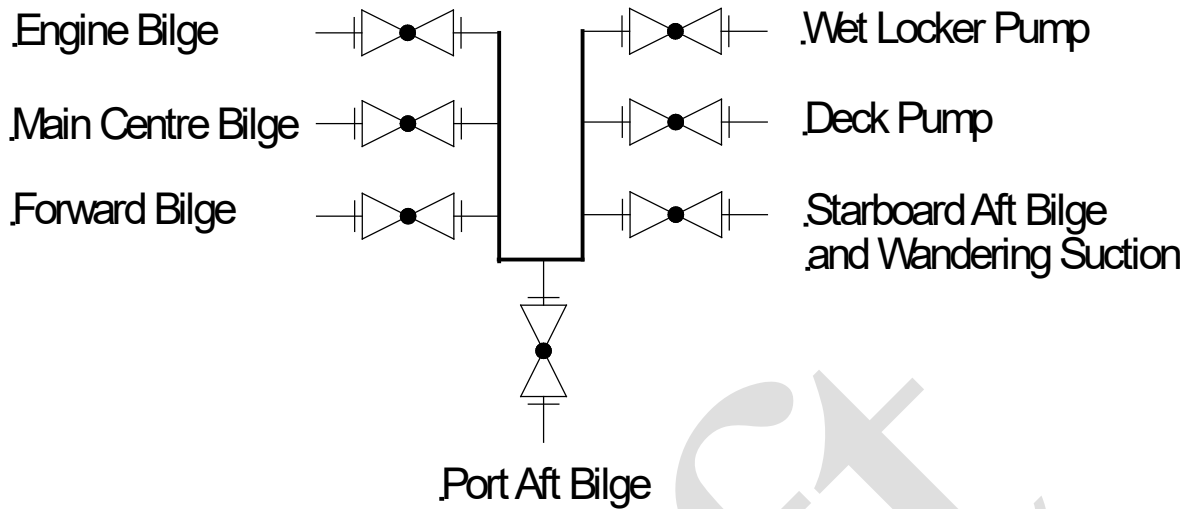 Engine Bilge
Main Centre Bilge
Forward Bilge
Wet Locker Pump
Deck Pump
Starboard Aft Bilge
and Wandering Suction
Port Aft Bilge